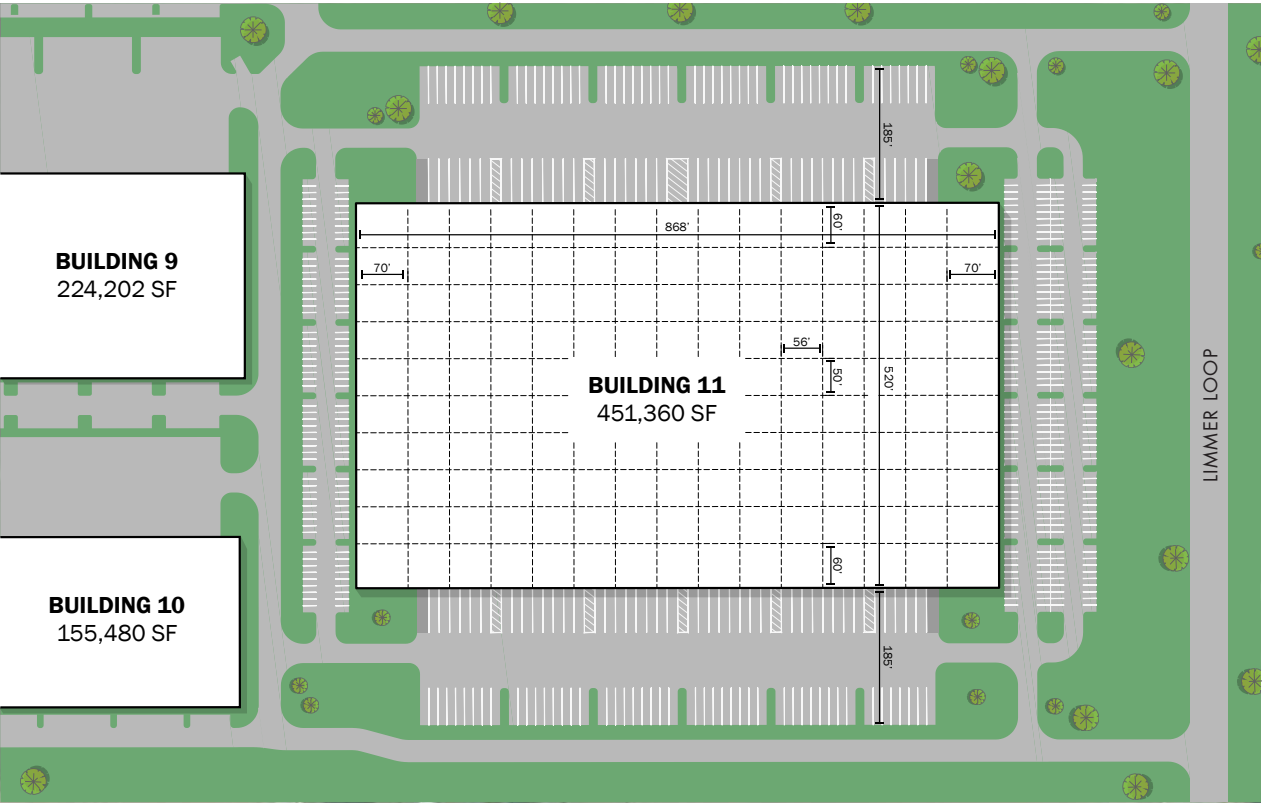 185'
60'
868'
70'
70'
BUILDING 9
224,202 SF
56'
50'
520'
BUILDING 11
451,360 SF
LIMMER LOOP
60'
BUILDING 10
155,480 SF
185'